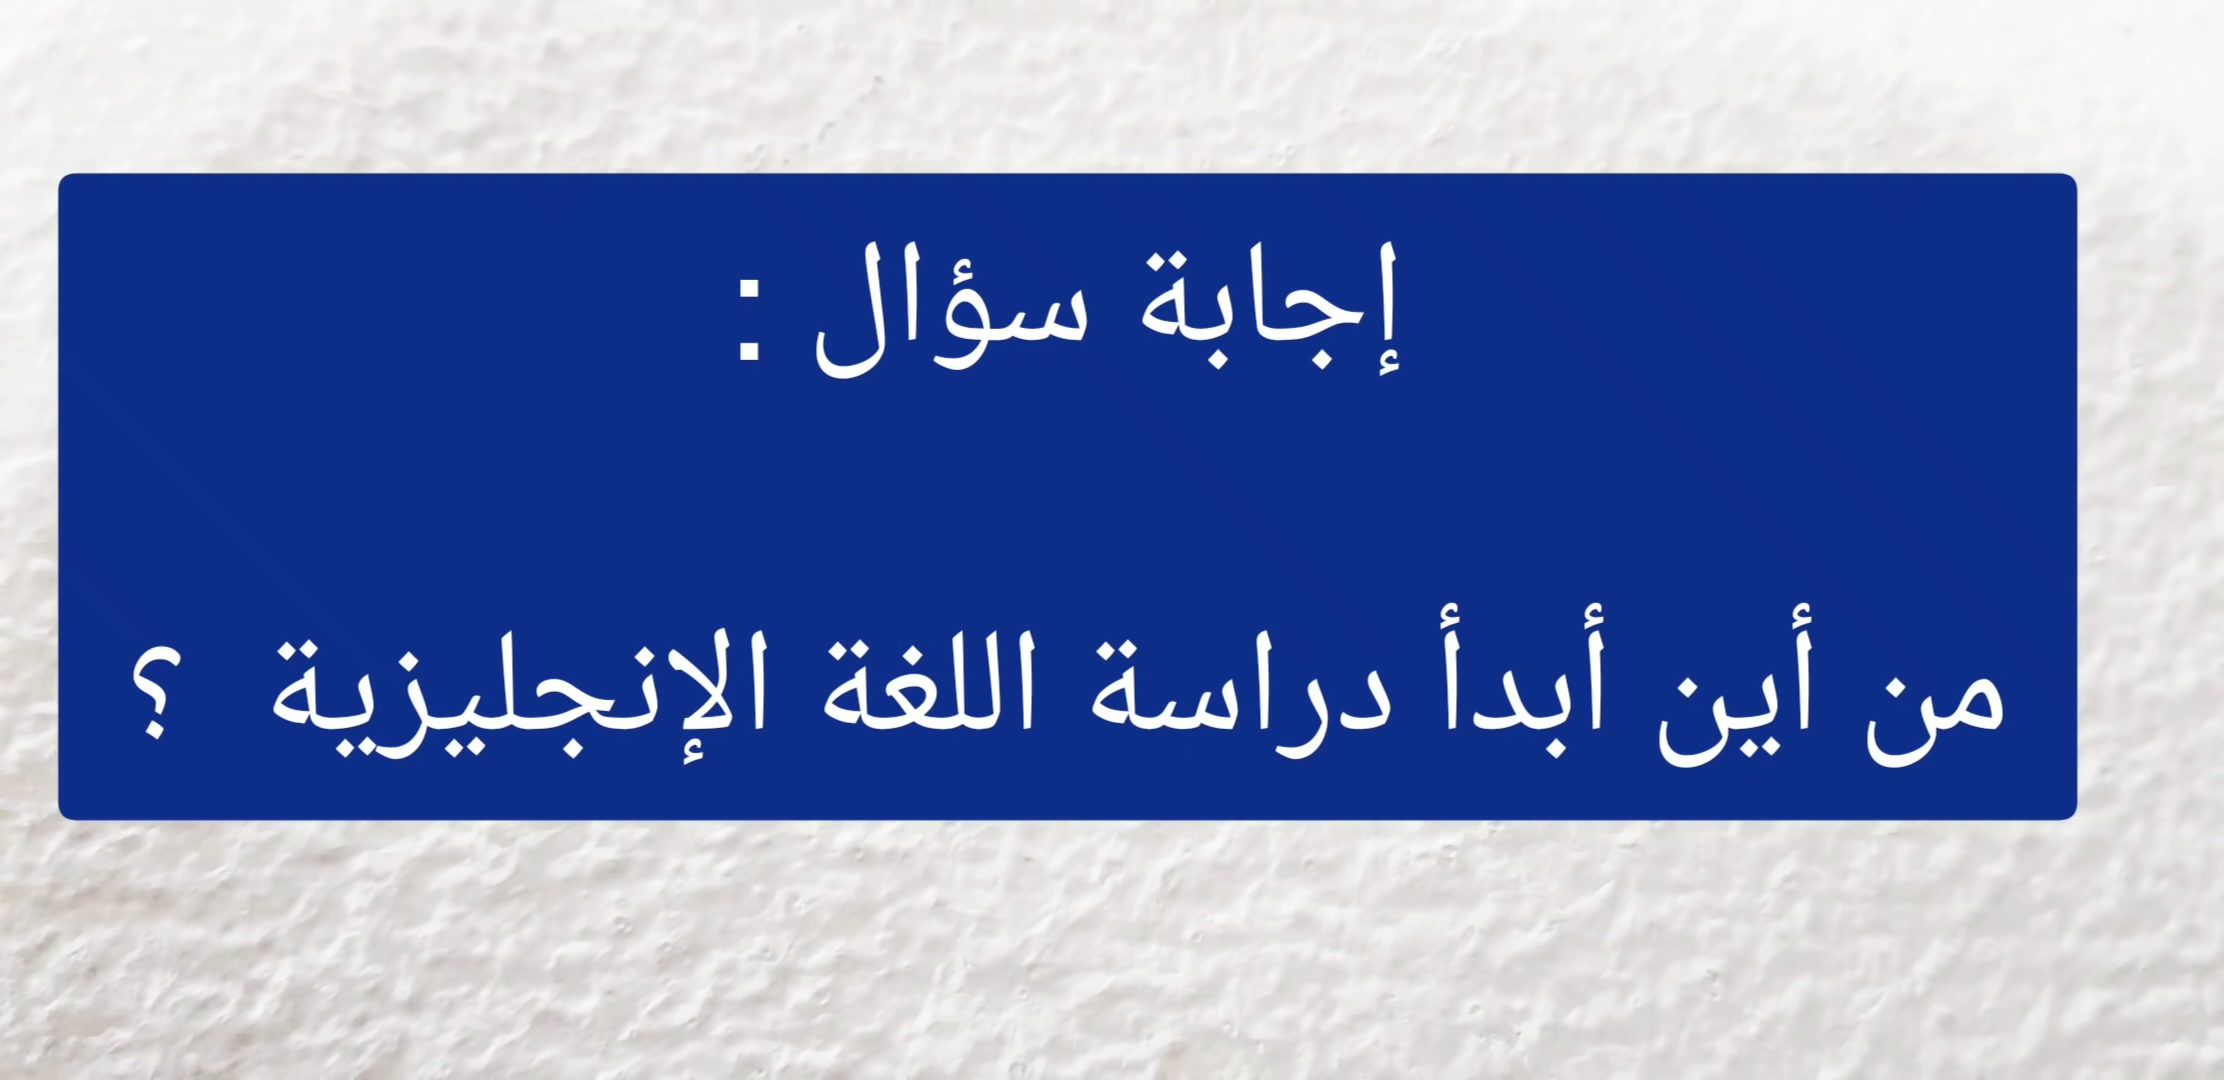 إجابة سؤال :
من أين أبدأ دراسة اللغة الإنجليزية ؟